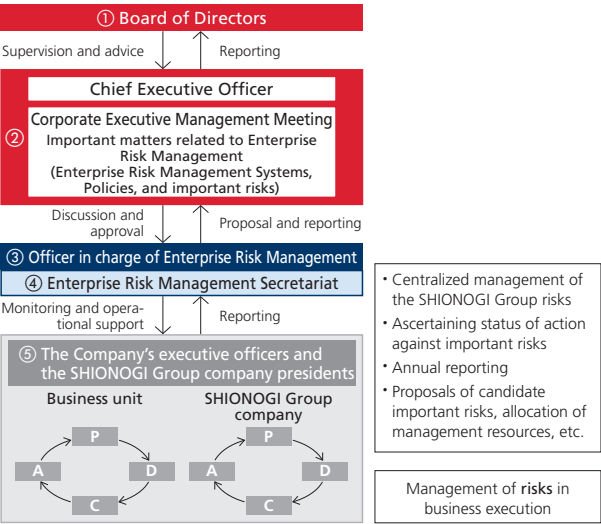 ① Board of Directors
Supervision and advice
Reporting
Chief Executive Officer
②
Corporate Executive Management Meeting
Important matters related to Enterprise
Risk Management
(Enterprise Risk Management Systems,
Policies, and important risks)
Discussion and
approval
Proposal and reporting
③ Officer in charge of Enterprise Risk Management
④ Enterprise Risk Management Secretariat
Monitoring and opera-
tional support
Reporting
⑤ The Company's executive officers and
the SHIONOGI Group company presidents
Business unit
P
A
D
C
SHIONOGI Group
company
P
A
D
C
• Centralized management of
the SHIONOGI Group risks
• Ascertaining status of action
against important risks
• Annual reporting
• Proposals of candidate
important risks, allocation of
management resources, etc.
Management of risks in
business execution